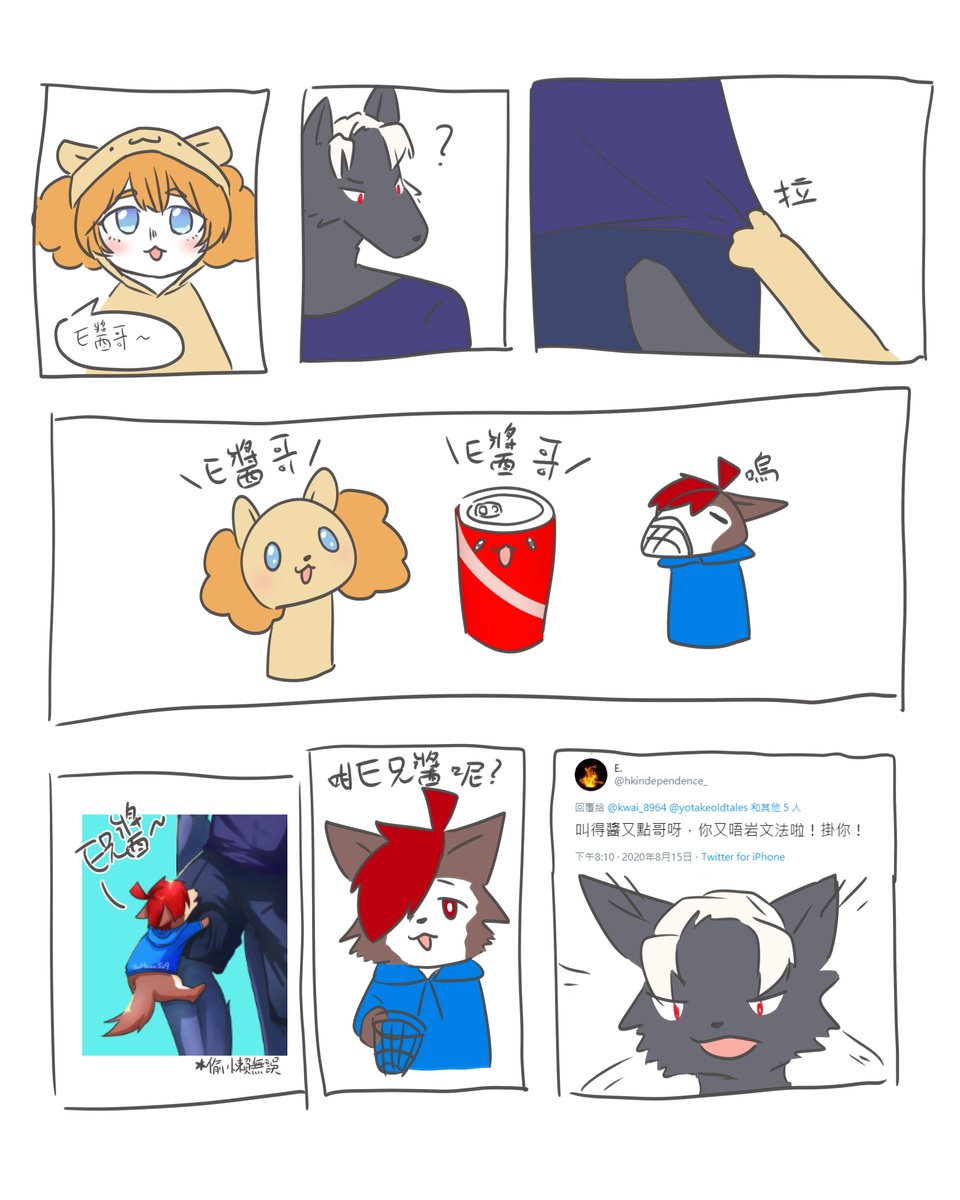 E醬哥～
?
拉
E醬哥
E醬哥
嗚
E兄醬～
TaMaeu329
*偷小賴無誤
咁E兄醬呢?
E.
@hkindependence_
回覆給 @kwai_8964 @yotakeoldtales 和其他 5 人
叫得醬又點哥呀，你又唔岩文法啦！掛你！
下午8:10 · 2020年8月15日 · Twitter for iPhone